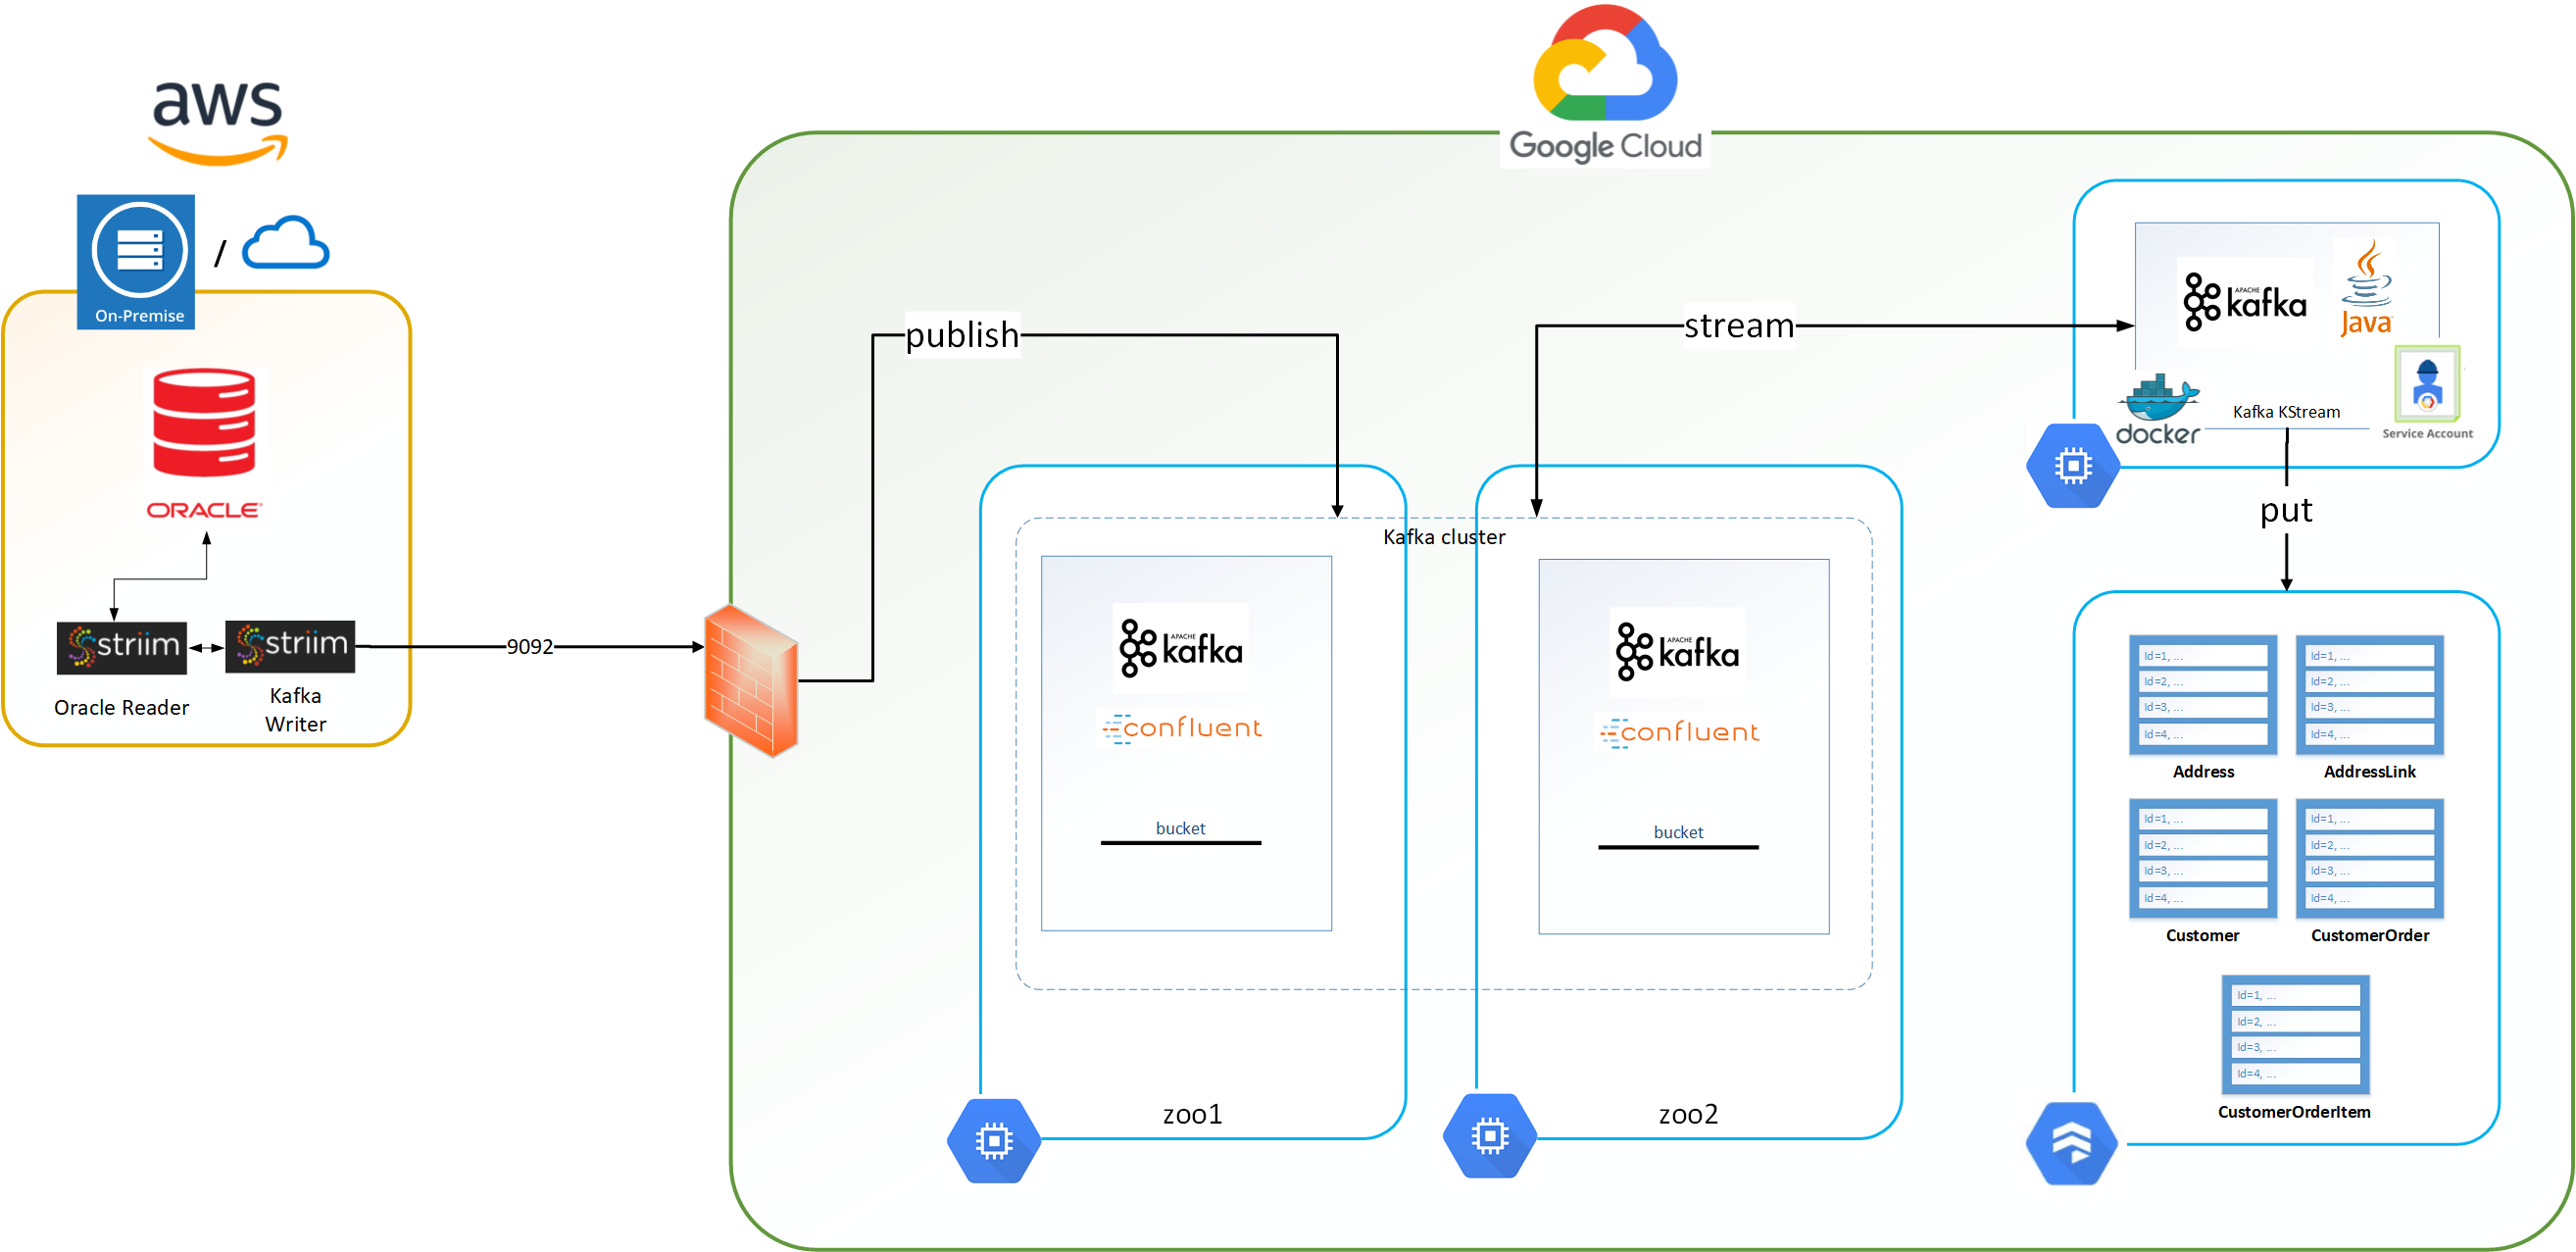 aws
On-Premise
/
ORACLE
striim
Oracle Reader
striim
Kafka
Writer
9092
Google Cloud
publish
stream
Kafka cluster
APACHE
kafka
confluent
bucket
zoo1
APACHE
kafka
confluent
bucket
zoo2
APACHE
kafka
Java
docker
Kafka KStream
Service Account
put
Id=1, ...
Id=2, ...
Id=3, ...
Id=4, ...
Address
Id=1, ...
Id=2, ...
Id=3, ...
Id=4, ...
AddressLink
Id=1, ...
Id=2, ...
Id=3, ...
Id=4, ...
Customer
Id=1, ...
Id=2, ...
Id=3, ...
Id=4, ...
CustomerOrder
Id=1, ...
Id=2, ...
Id=3, ...
Id=4, ...
CustomerOrderItem